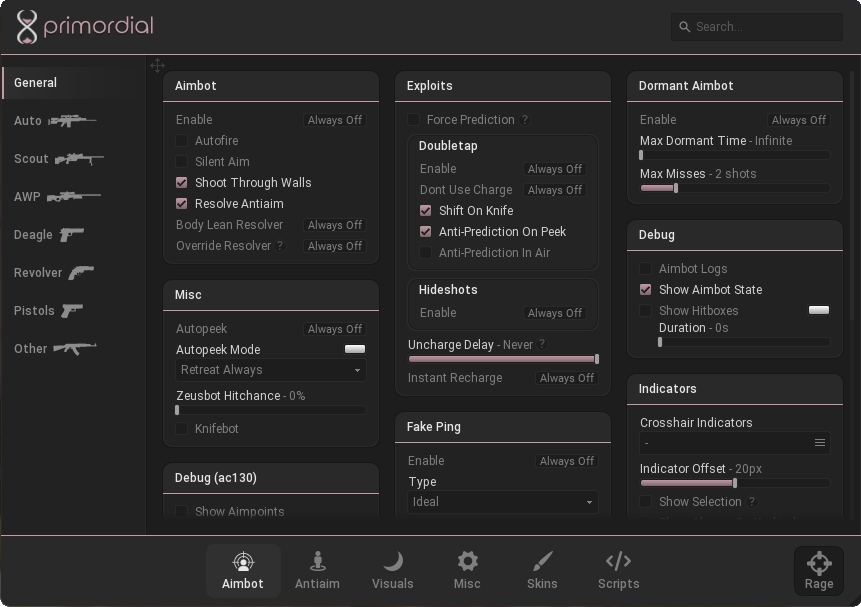 primordial
Search...
General
Auto
Scout
AWP
Deagle
Revolver
Pistols
Other
Aimbot
Enable Always Off
Autofire
Silent Aim
Shoot Through Walls
Resolve Antiaim
Body Lean Resolver Always Off
Override Resolver ? Always Off
Misc
Autopeek Always Off
Autopeek Mode
Retreat Always
Zeusbot Hitchance - 0%
Knifebot
Debug (ac130)
Show Aimpoints
Exploits
Force Prediction ?
Doubletap
Enable Always Off
Dont Use Charge Always Off
Shift On Knife
Anti-Prediction On Peek
Anti-Prediction In Air
Hideshots
Enable Always Off
Uncharge Delay - Never ?
Instant Recharge Always Off
Fake Ping
Enable Always Off
Type
Ideal
Dormant Aimbot
Enable Always Off
Max Dormant Time - Infinite
Max Misses - 2 shots
Debug
Aimbot Logs
Show Aimbot State
Show Hitboxes
Duration - 0s
Indicators
Crosshair Indicators
-
Indicator Offset - 20px
Show Selection ?
Aimbot
Antiaim
Visuals
Misc
Skins
Scripts
Rage